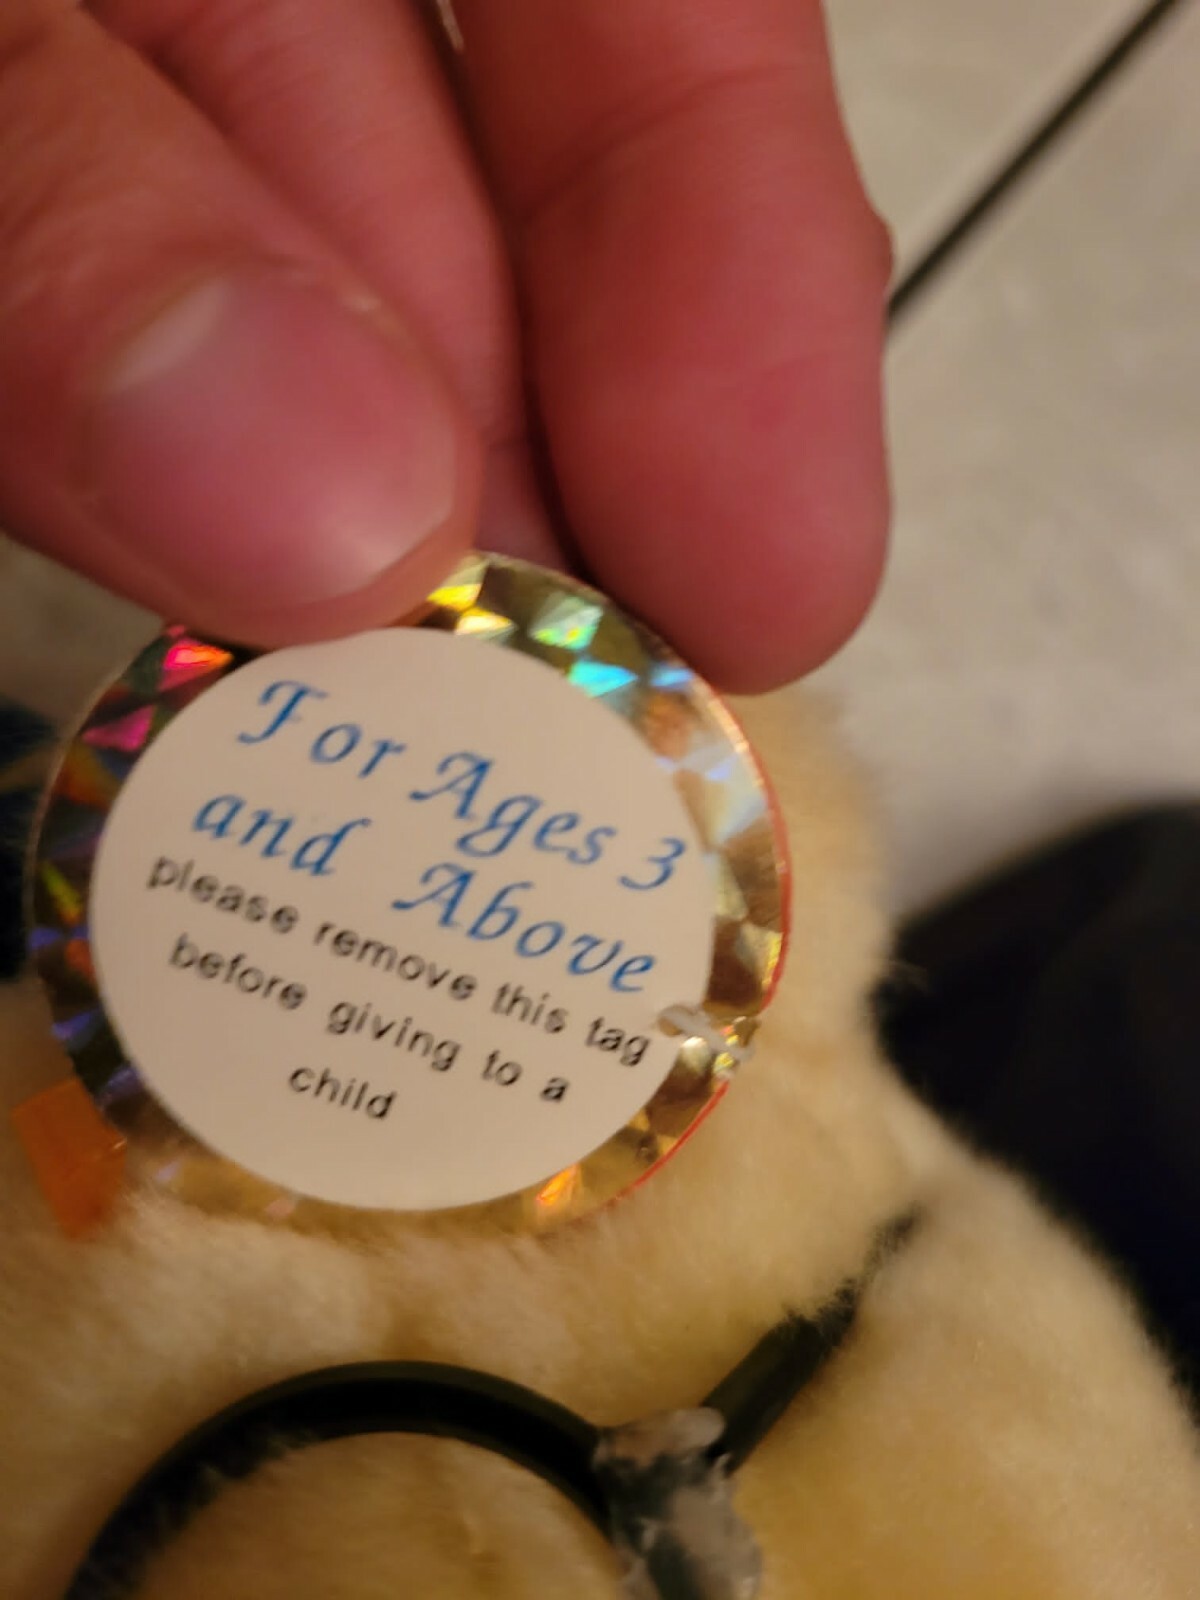 For Ages 3
and Above
please remove this tag
before giving to a
child